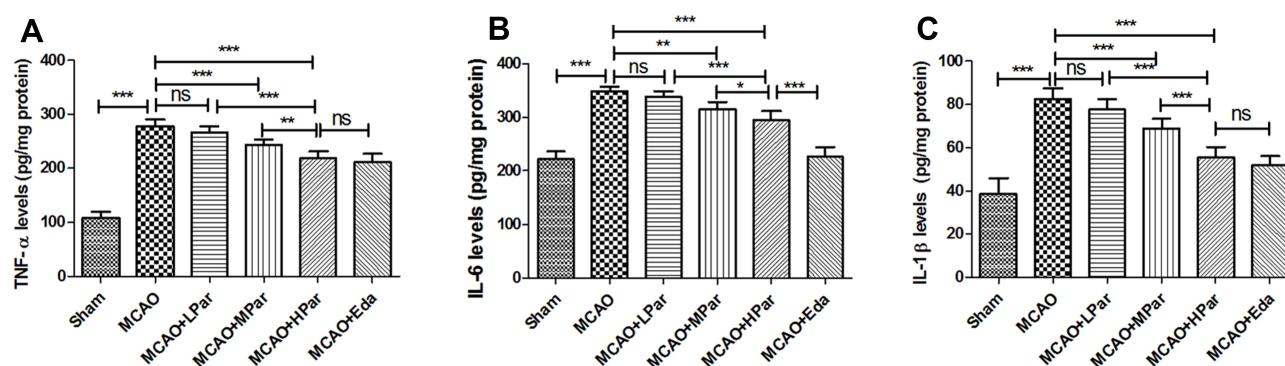 A
TNF-α levels (pg/mg protein)
400
300
200
100
0
***
***
***
ns
***
**
ns
Sham
MCAO
MCAO+LPar
MCAO+MPar
MCAO+HPar
MCAO+Eda
B
IL-6 levels (pg/mg protein)
400
300
200
100
0
***
**
***
ns
***
*
***
Sham
MCAO
MCAO+LPar
MCAO+MPar
MCAO+HPar
MCAO+Eda
C
IL-1β levels (pg/mg protein)
100
80
60
40
20
0
***
***
***
ns
***
***
ns
Sham
MCAO
MCAO+LPar
MCAO+MPar
MCAO+HPar
MCAO+Eda